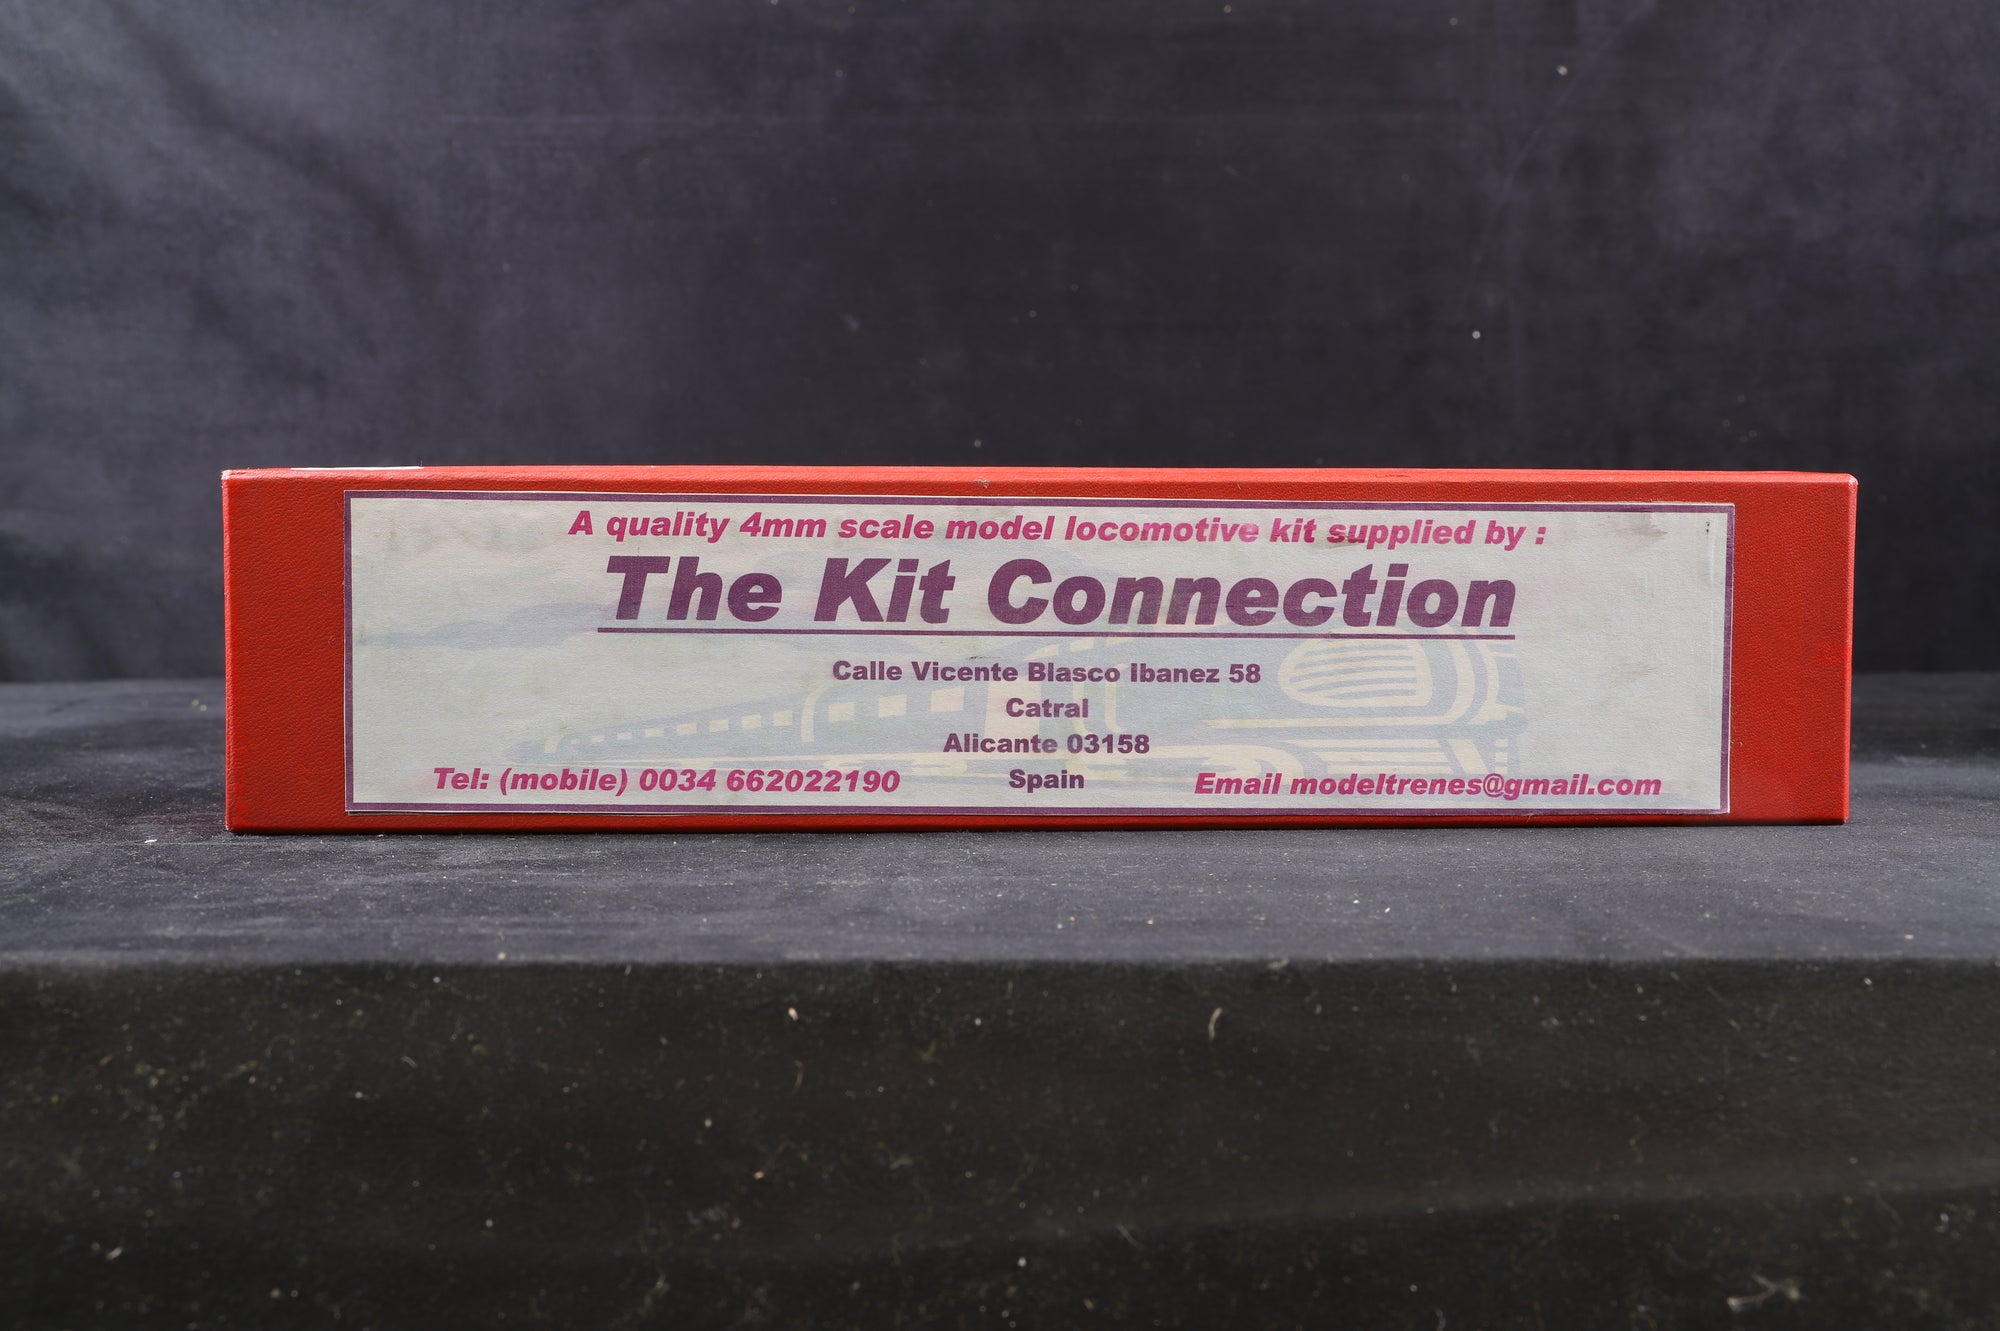 A quality 4mm scale model locomotive kit supplied by :
The Kit Connection
Calle Vicente Blasco Ibanez 58
Catral
Alicante 03158
Tel: (mobile) 0034 662022190 Spain Email modeltrenes@gmail.com